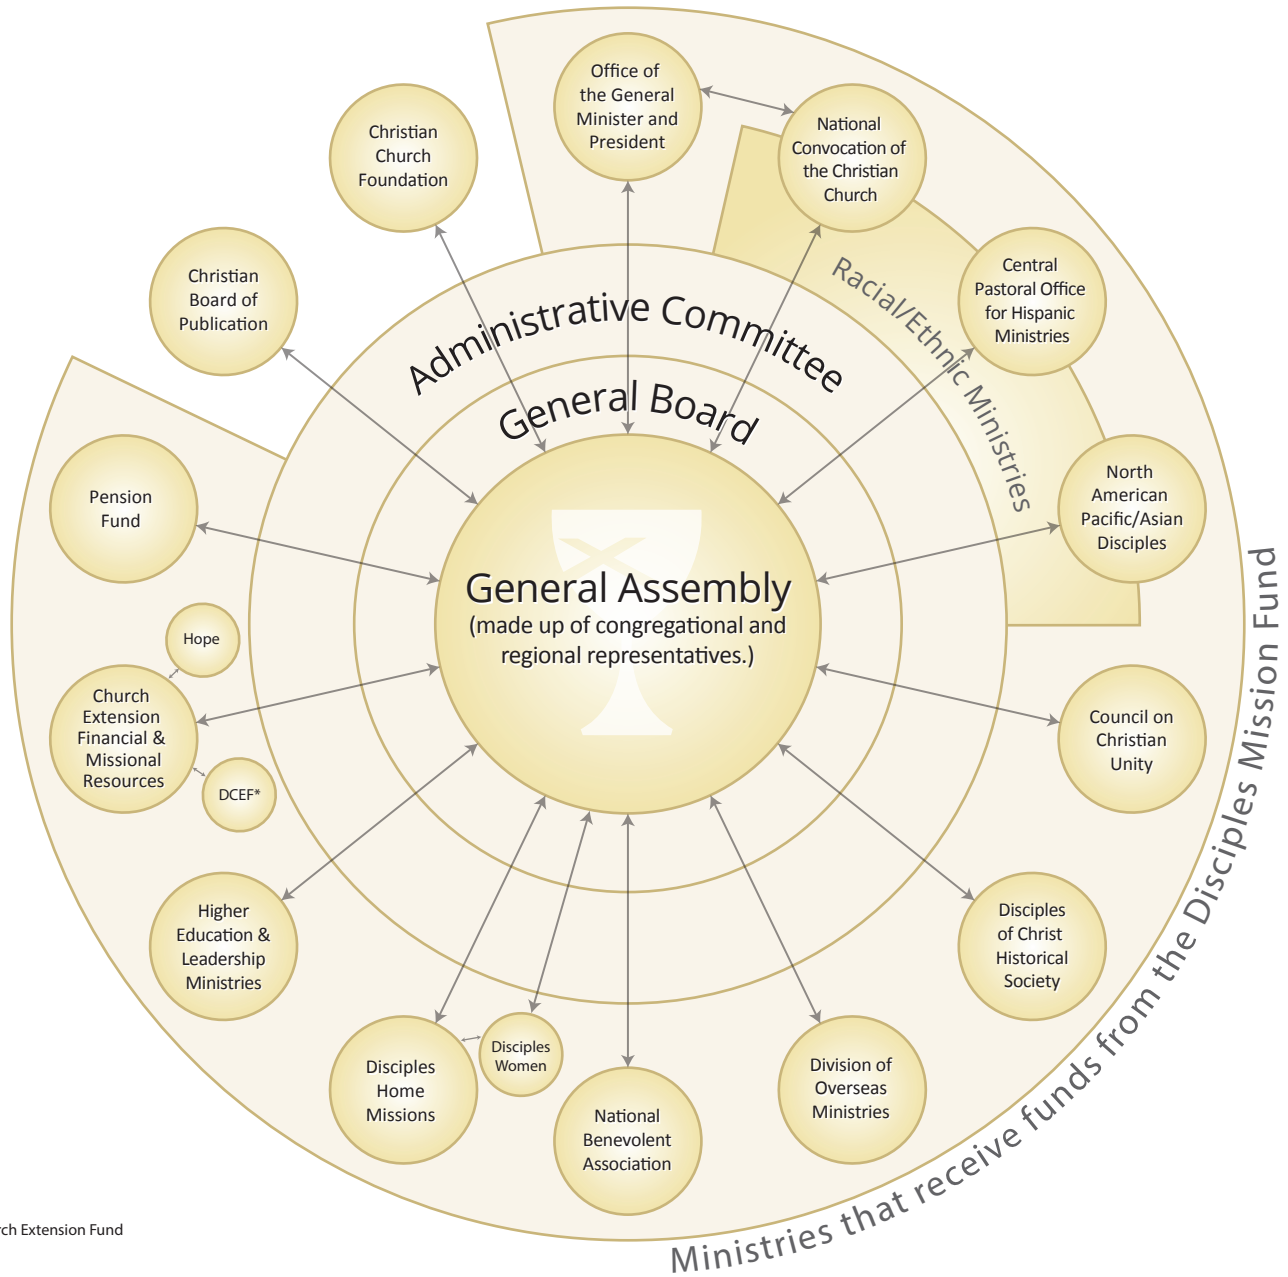 Office of
the General
Minister and
President
National
Convocation of
the Christian
Church
Christian
Church
Foundation
Central
Pastoral Office
for Hispanic
Ministries
Christian
Board of
Publication
Racial/Ethnic Ministries
Administrative Committee
General Board
Pension
Fund
North
American
Pacific/Asian
Disciples
General Assembly
(made up of congregational and
regional representatives.)
Hope
Church
Extension
Financial &
Missional
Resources
DCEF*
Council on
Christian
Unity
Higher
Education &
Leadership
Ministries
Disciples
of Christ
Historical
Society
Disciples
Home
Missions
Disciples
Women
National
Benevolent
Association
Division of
Overseas
Ministries
Ministries that receive funds from the Disciples Mission Fund
rch Extension Fund